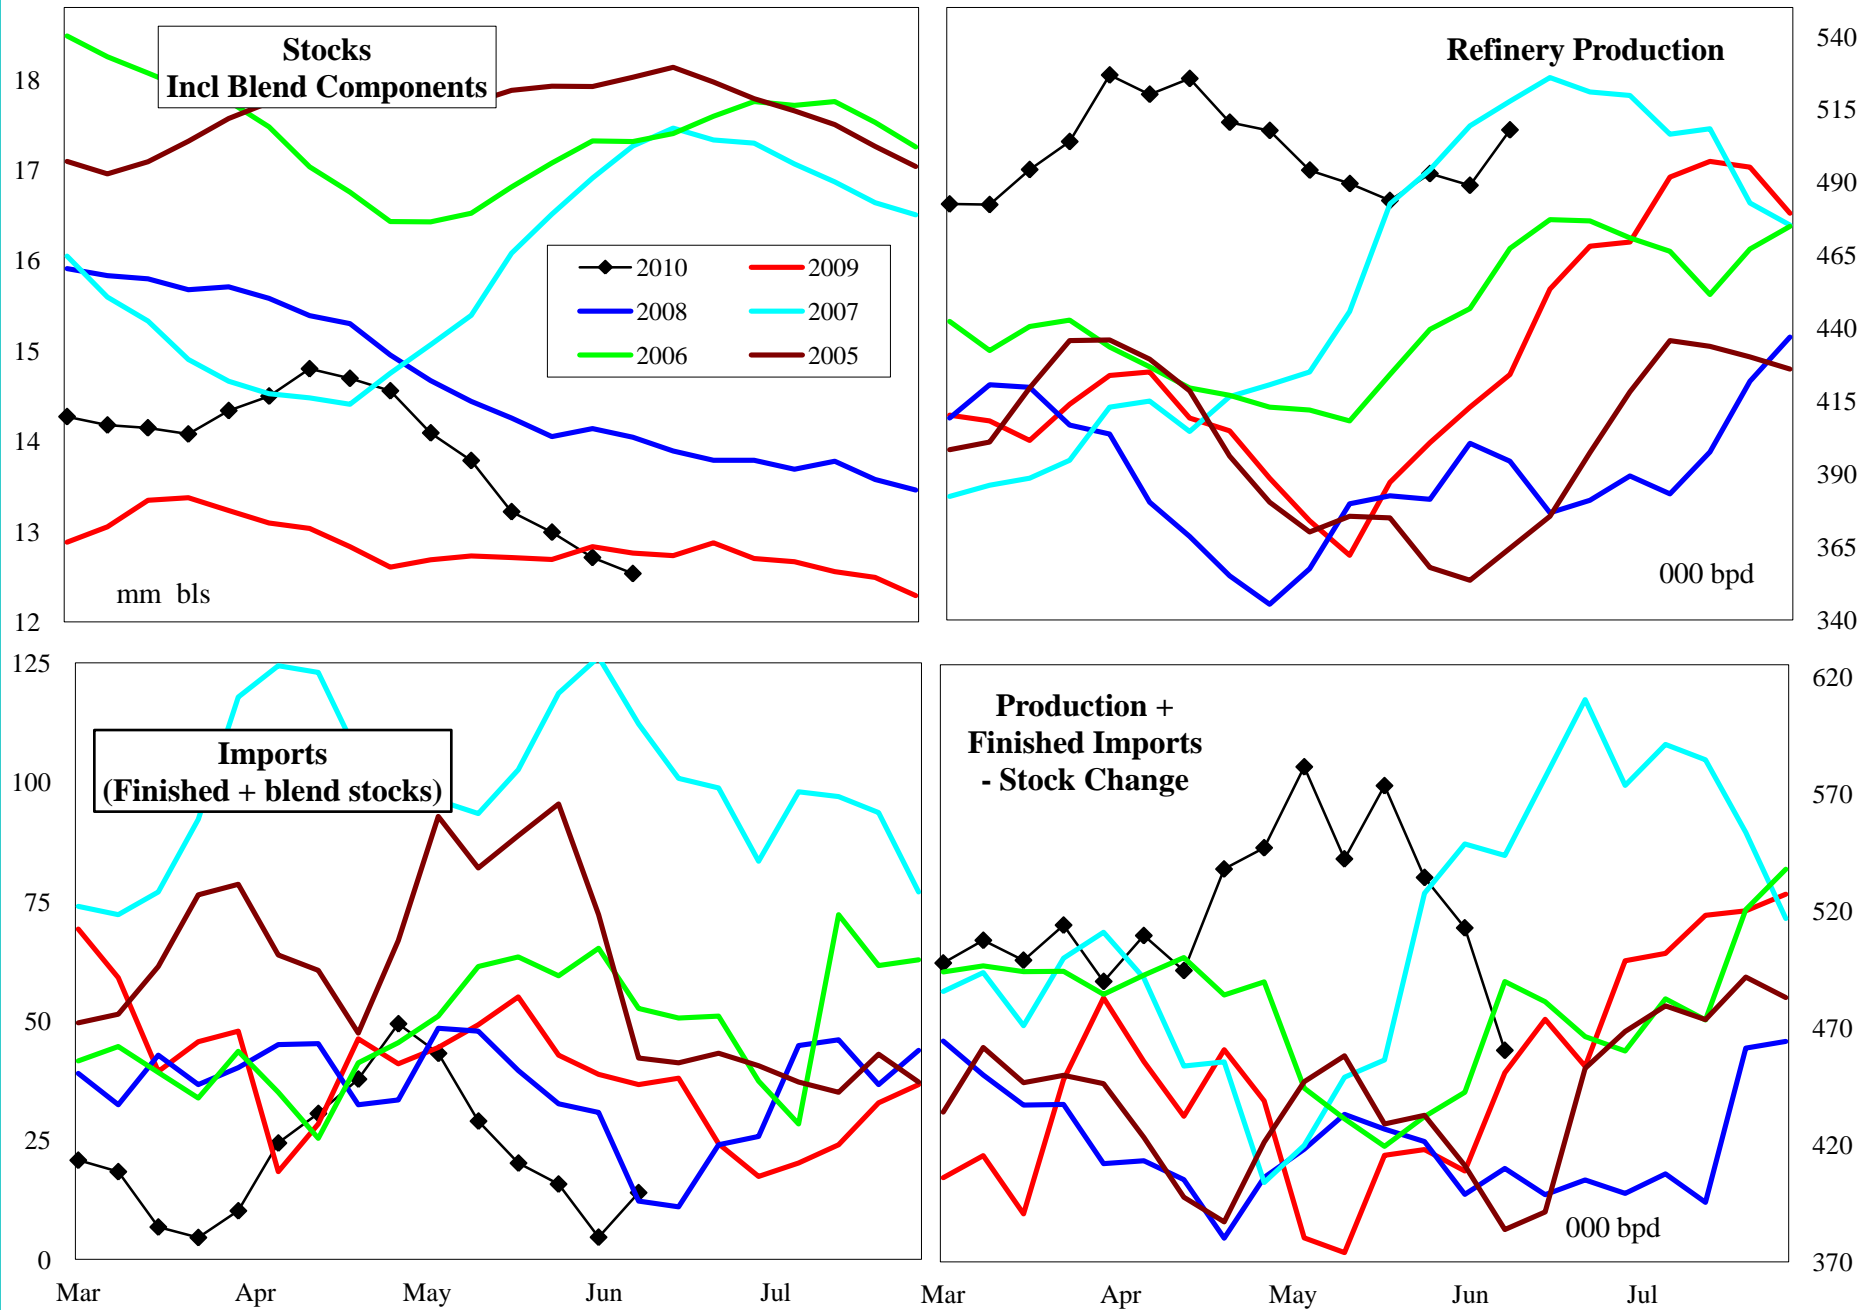 Stocks
Incl Blend Components
18
17
16
15
14
13
12
mm bls
2010
2009
2008
2007
2006
2005
Refinery Production
540
515
490
465
440
415
390
365
340
000 bpd
125
100
75
50
25
0
Imports
(Finished + blend stocks)
Mar
Apr
May
Jun
Jul
Production +
Finished Imports
- Stock Change
620
570
520
470
420
370
000 bpd
Mar
Apr
May
Jun
Jul